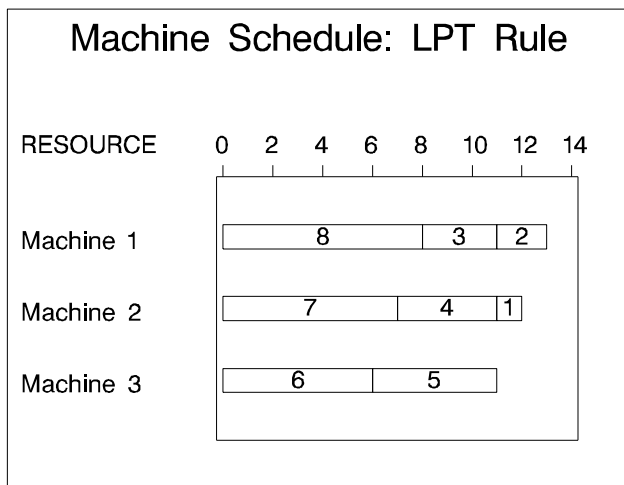 Machine Schedule: LPT Rule
RESOURCE 0 2 4 6 8 10 12 14
Machine 1 8 3 2
Machine 2 7 4 1
Machine 3 6 5